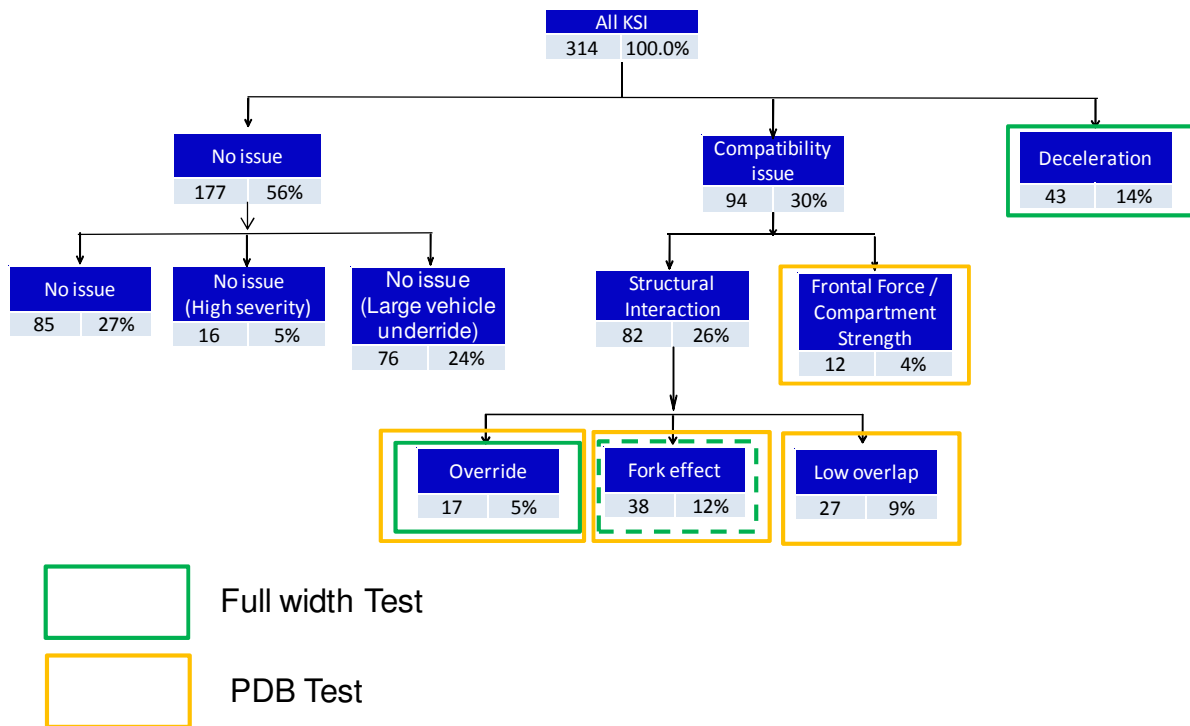 All KSI
314 100.0%
No issue
177 56%
Compatibility
issue
94 30%
Deceleration
43 14%
No issue
85 27%
No issue
(High severity)
16 5%
No issue
(Large vehicle
underride)
76 24%
Structural
Interaction
82 26%
Frontal Force /
Compartment
Strength
12 4%
Override
17 5%
Fork effect
38 12%
Low overlap
27 9%
Full width Test
PDB Test